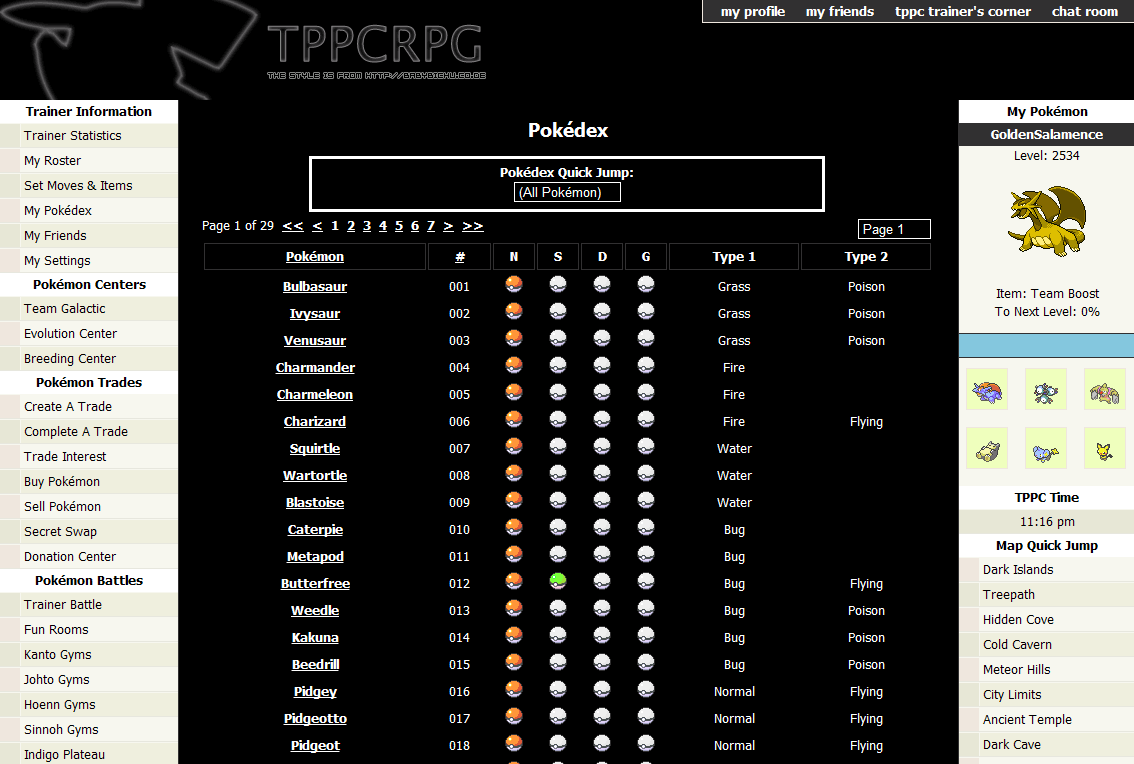 my profile my friends tppc trainer's corner chat room
TPPCRPG
THE STYLE IS FROM HTTP://BABYBICHU.CO.DE
Trainer Information
Trainer Statistics
My Roster
Set Moves & Items
My Pokédex
My Friends
My Settings
Pokémon Centers
Team Galactic
Evolution Center
Breeding Center
Pokémon Trades
Create A Trade
Complete A Trade
Trade Interest
Buy Pokémon
Sell Pokémon
Secret Swap
Donation Center
Pokémon Battles
Trainer Battle
Fun Rooms
Kanto Gyms
Johto Gyms
Hoenn Gyms
Sinnoh Gyms
Indigo Plateau
Pokédex
Pokédex Quick Jump:
(All Pokémon)
Page 1 of 29 << < 1 2 3 4 5 6 7 > >> Page 1
Pokémon # N S D G Type 1 Type 2
Bulbasaur 001 Grass Poison
Ivysaur 002 Grass Poison
Venusaur 003 Grass Poison
Charmander 004 Fire
Charmeleon 005 Fire
Charizard 006 Fire Flying
Squirtle 007 Water
Wartortle 008 Water
Blastoise 009 Water
Caterpie 010 Bug
Metapod 011 Bug
Butterfree 012 Bug Flying
Weedle 013 Bug Poison
Kakuna 014 Bug Poison
Beedrill 015 Bug Poison
Pidgey 016 Normal Flying
Pidgeotto 017 Normal Flying
Pidgeot 018 Normal Flying
My Pokémon
GoldenSalamence
Level: 2534
Item: Team Boost
To Next Level: 0%
TPPC Time
11:16 pm
Map Quick Jump
Dark Islands
Treepath
Hidden Cove
Cold Cavern
Meteor Hills
City Limits
Ancient Temple
Dark Cave